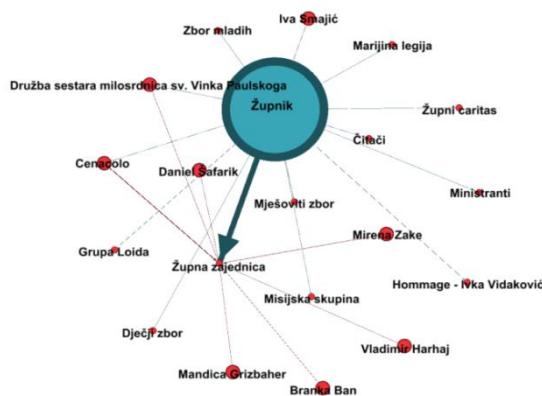 Iva Smajić
Zbor mladih
Marijina legija
Družba sestara milosrdnica sv. Vinka Paulskoga
Župnik
Župni caritas
Čitači
Cenacolo
Daniel Šafarik
Ministranti
Mješoviti zbor
Mirena Zake
Grupa Loida
Župna zajednica
Hommage - Ivka Vidaković
Misijska skupina
Dječji zbor
Vladimir Harhaj
Mandica Grizbaher
Branka Ban